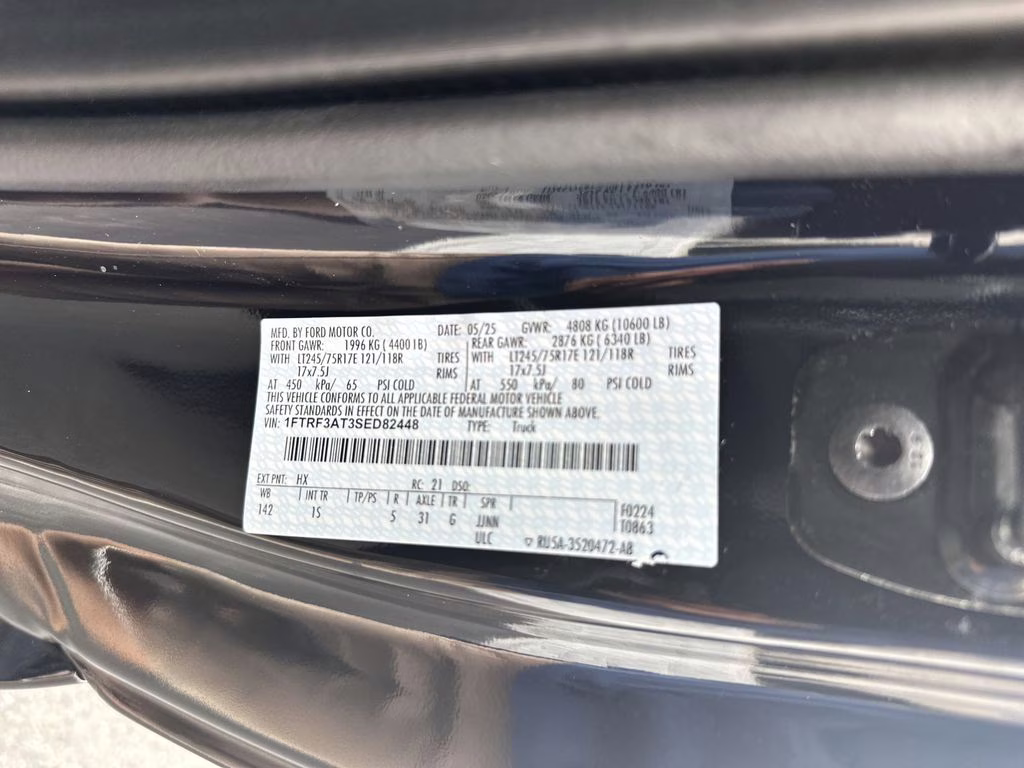 MFD. BY FORD MOTOR CO. DATE: 05/25 GVWR: 4808 KG (10600 LB)
FRONT GAWR: 1996 KG ( 4400 lB) REAR GAWR: 2876 KG ( 6340 LB)
WITH LT245/75R17E 121/118R TIRES WITH LT245/75R17E 121/118R TIRES
17x7.5J RIMS 17x7.5J RIMS
AT 450 kPa/ 65 PSI COLD AT 550 kPa/ 80 PSI COLD
THIS VEHICLE CONFORMS TO ALL APPLICABLE FEDERAL MOTOR VEHICLE
SAFETY STANDARDS IN EFFECT ON THE DATE OF MANUFACTURE SHOWN ABOVE.
VIN: 1FTRF3AT3SED82448 TYPE: Truck
EXT PNT: HX RC: 21 DSO:
WB INT TR TP/PS R AXLE TR SPR
142 1S 5 31 G JJNN
ULC
F0224
T0863
RU5A-3520472-AB